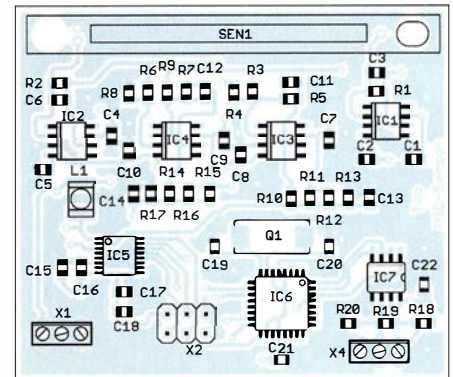 SEN1
C3
R2 R6 R9 R7 C12 R3 C11
C6 R8 R4 R5 R1
IC2 C4 IC4 IC3 C7 IC1
C9 C2 C1
C10 C8
C5 L1 R14 R15 R11 R13
C14 R17 R16 R10 C13
R12
Q1
IC5 C19 C20
C15 IC7 C22
C16 C17 IC6
X1 C18 R20 R19 R18
X2 C21 X4